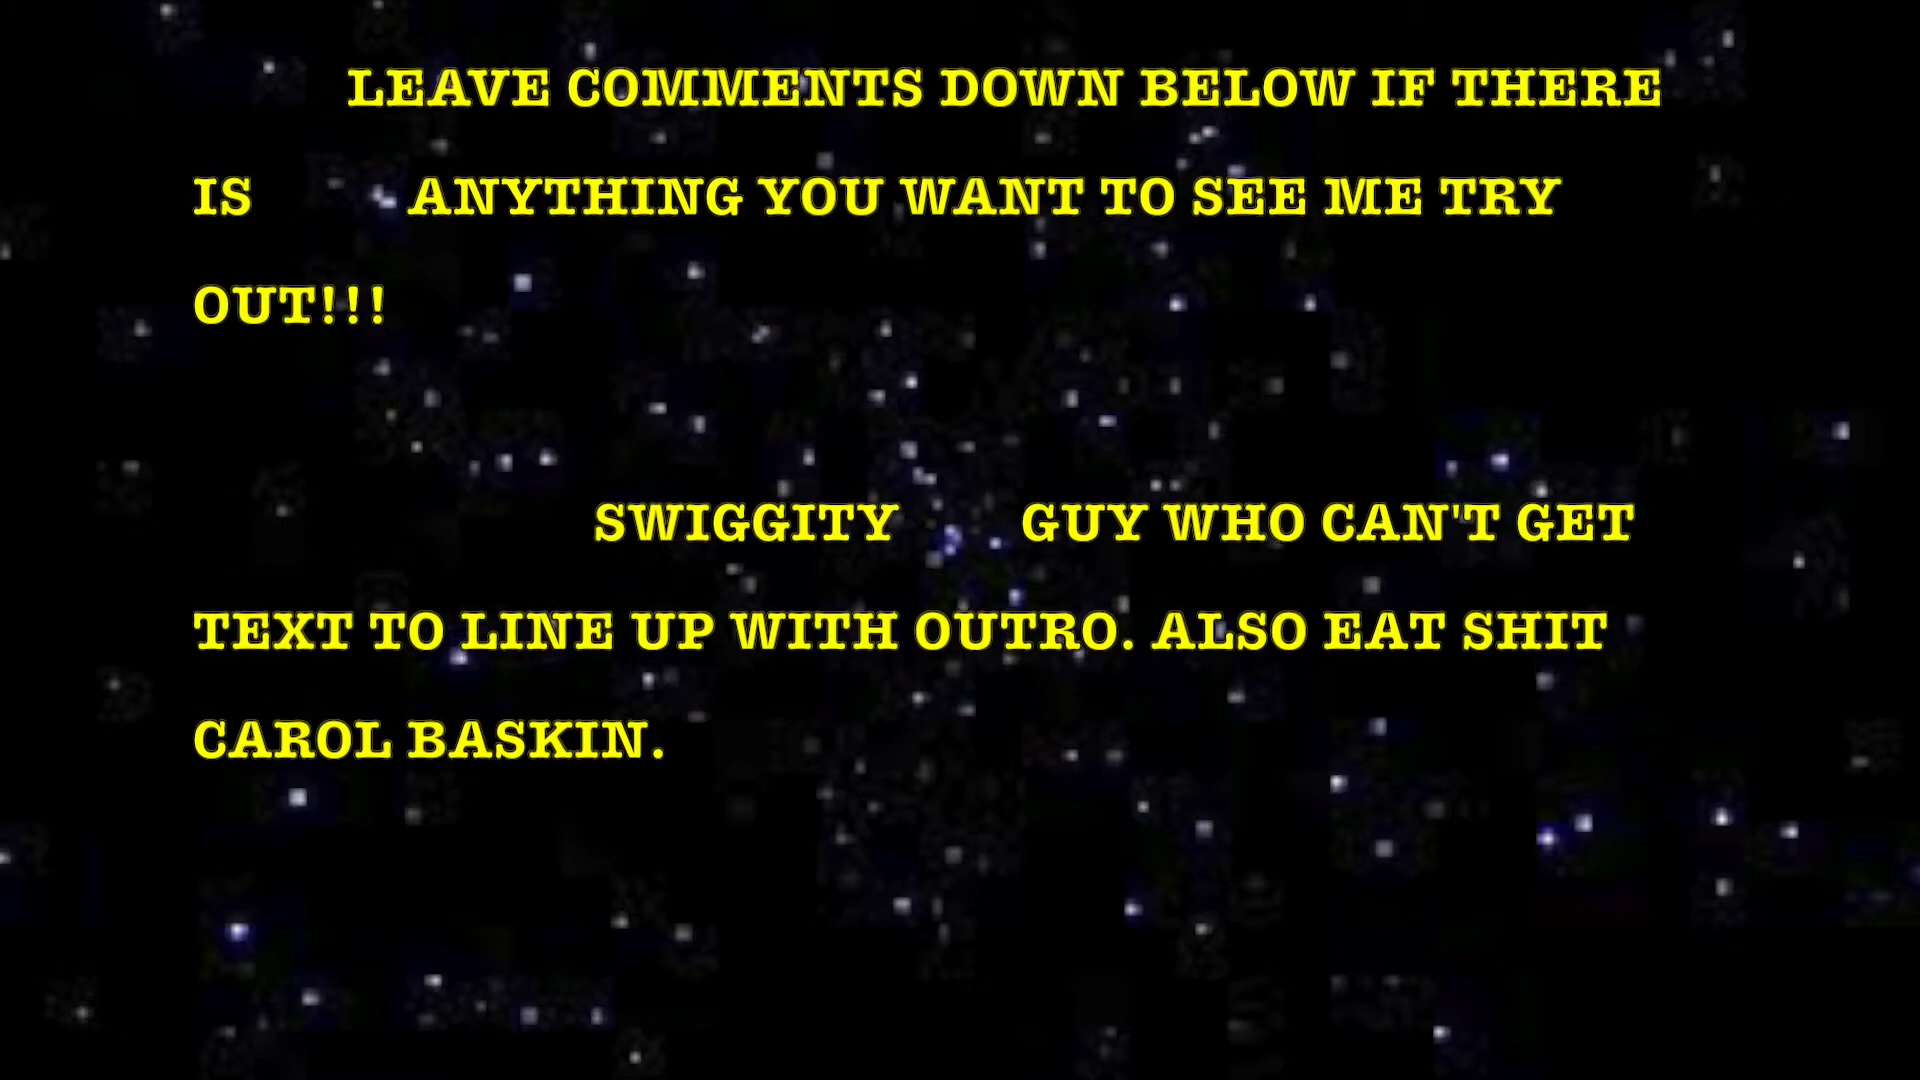 LEAVE COMMENTS DOWN BELOW IF THERE
IS ANYTHING YOU WANT TO SEE ME TRY
OUT!!!
SWIGGITY GUY WHO CAN'T GET
TEXT TO LINE UP WITH OUTRO. ALSO EAT SHIT
CAROL BASKIN.